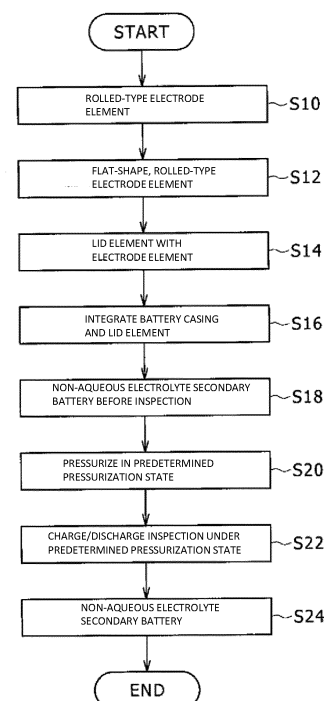 START
ROLLED-TYPE ELECTRODE
ELEMENT
S10
FLAT-SHAPE, ROLLED-TYPE
ELECTRODE ELEMENT
S12
LID ELEMENT WITH
ELECTRODE ELEMENT
S14
INTEGRATE BATTERY CASING
AND LID ELEMENT
S16
NON-AQUEOUS ELECTROLYTE SECONDARY
BATTERY BEFORE INSPECTION
S18
PRESSURIZE IN PREDETERMINED
PRESSURIZATION STATE
S20
CHARGE/DISCHARGE INSPECTION UNDER
PREDETERMINED PRESSURIZATION STATE
S22
NON-AQUEOUS ELECTROLYTE
SECONDARY BATTERY
S24
END